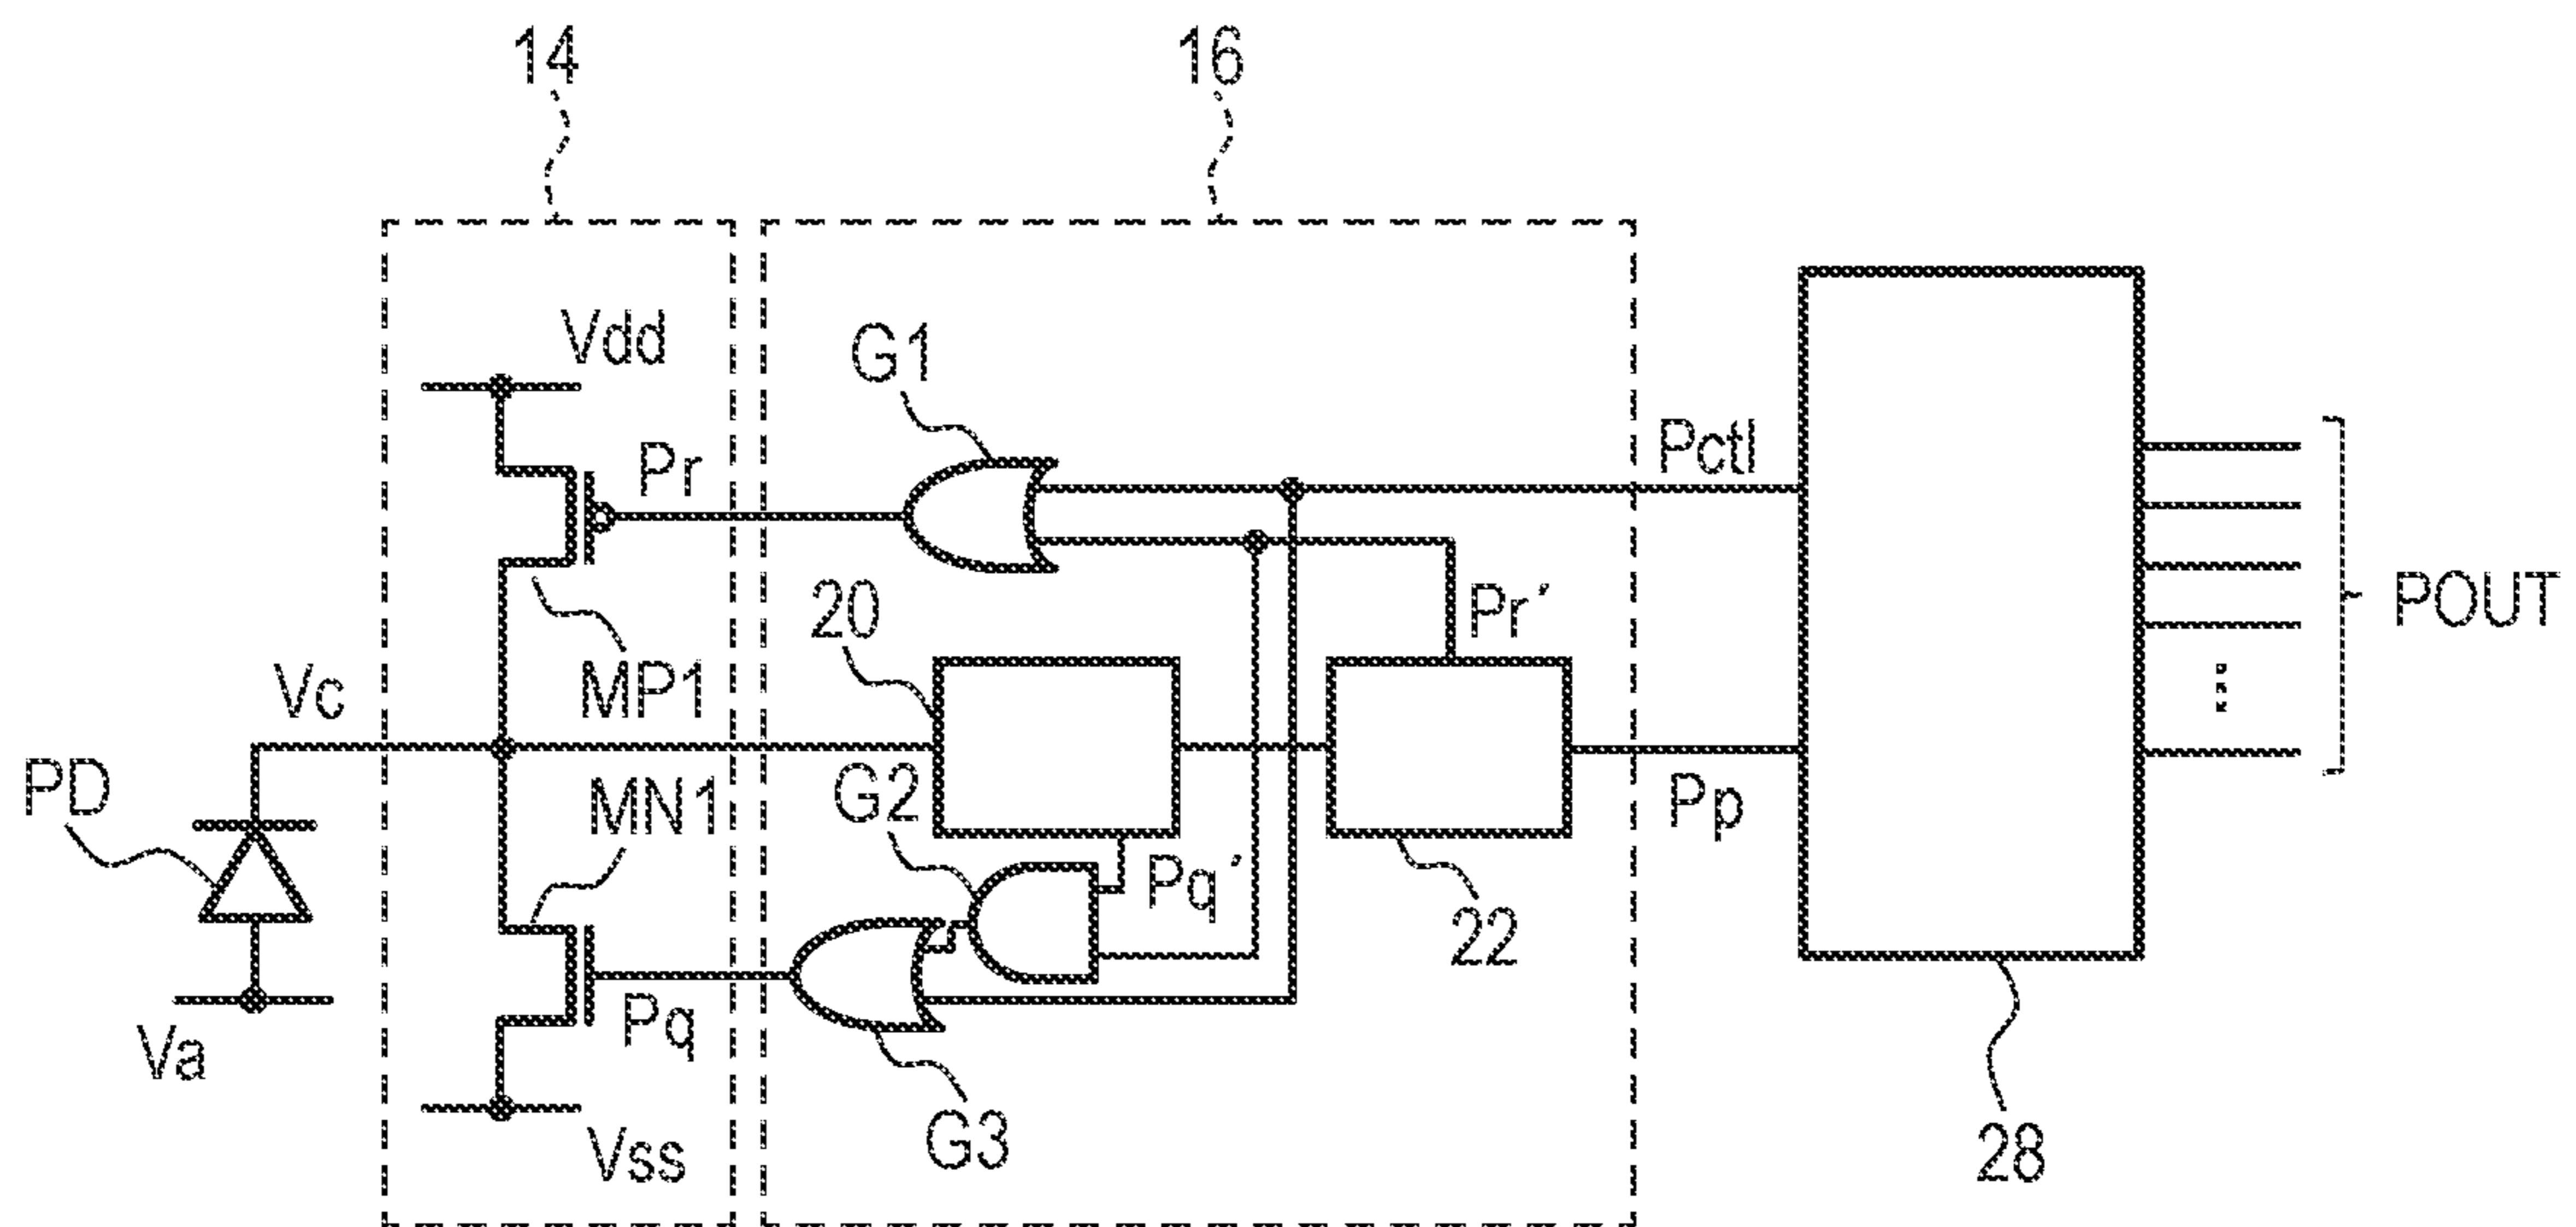 14
16
Vdd
G1
Pr
Pctl
20
Pr´
POUT
Vc
MP1
PD
MN1
G2
Pq´
Pp
22
Va
Pq
G3
Vss
28